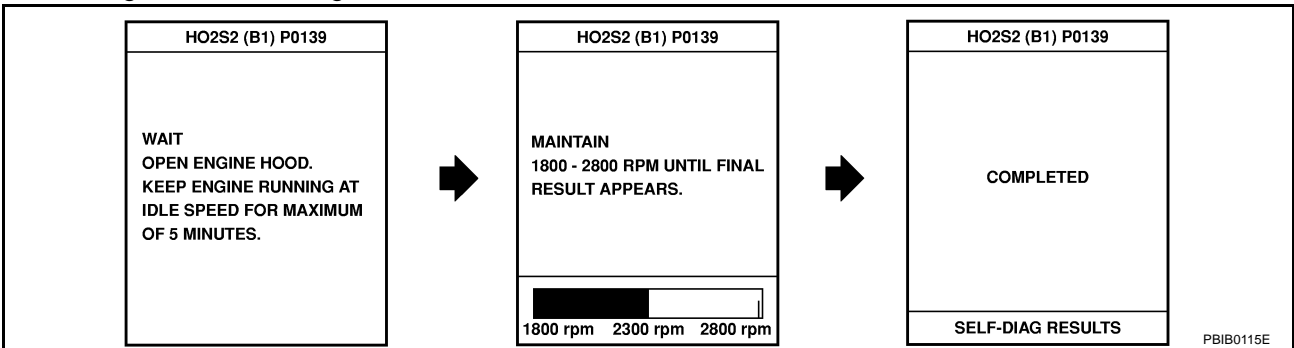 HO2S2 (B1) P0139
WAIT
OPEN ENGINE HOOD.
KEEP ENGINE RUNNING AT
IDLE SPEED FOR MAXIMUM
OF 5 MINUTES.
HO2S2 (B1) P0139
MAINTAIN
1800 - 2800 RPM UNTIL FINAL
RESULT APPEARS.
1800 rpm 2300 rpm 2800 rpm
HO2S2 (B1) P0139
COMPLETED
SELF-DIAG RESULTS
PBIB0115E